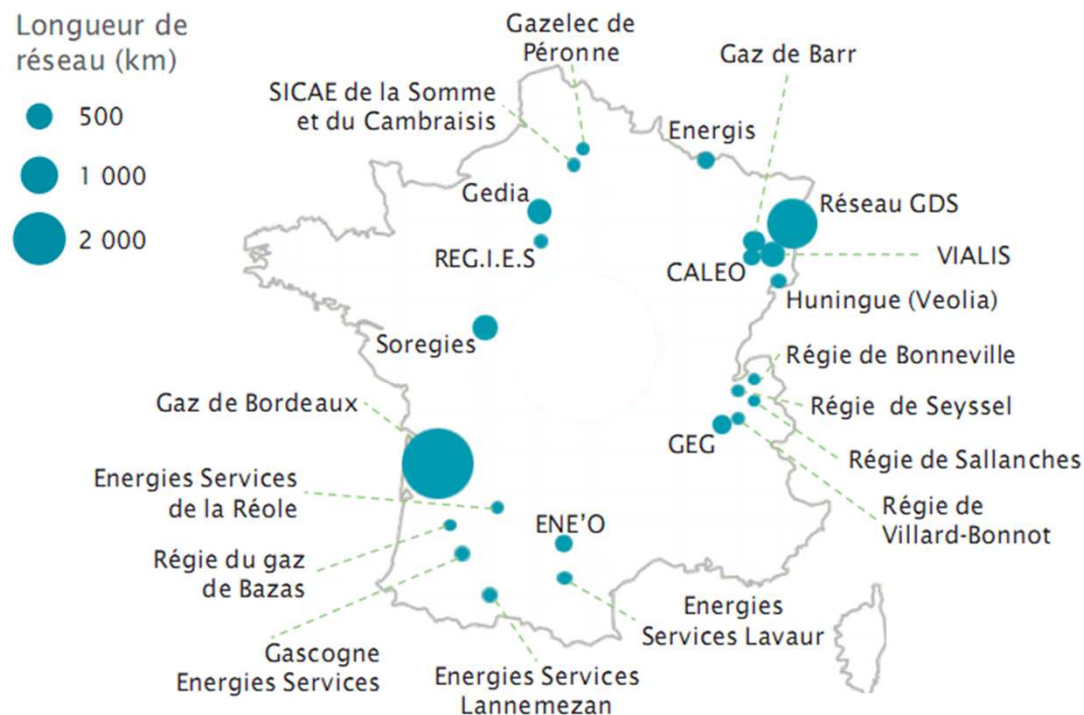 Longueur de
réseau (km)
500
1 000
2 000
Gazelec de
Péronne
Gaz de Barr
SICAE de la Somme
et du Cambraisis
Energis
Gedia
Réseau GDS
REG.I.E.S
CALEO
VIALIS
Huningue (Veolia)
Soregies
Régie de Bonneville
Gaz de Bordeaux
Régie de Seyssel
GEG
Régie de Sallanches
Energies Services
de la Réole
Régie de
Villard-Bonnot
ENE'O
Régie du gaz
de Bazas
Energies
Services Lavaur
Gascogne
Energies Services
Energies Services
Lannemezan